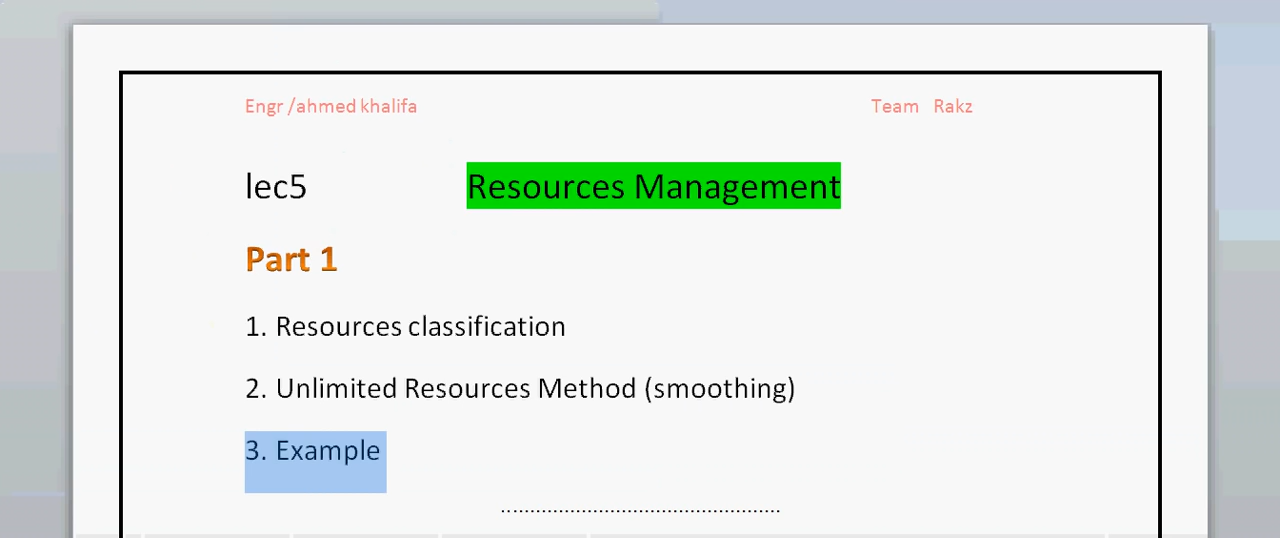 Engr /ahmed khalifa Team Rakz
lec5 Resources Management
Part 1
1. Resources classification
2. Unlimited Resources Method (smoothing)
3. Example
................................................